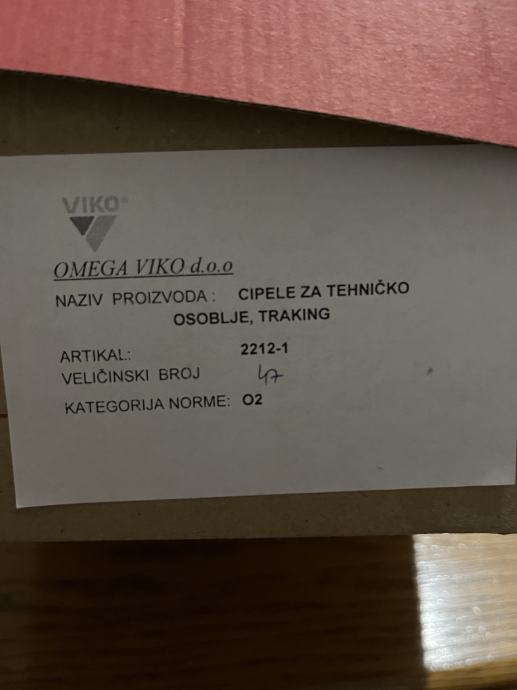 VIKO®
OMEGA VIKO d.o.o
NAZIV PROIZVODA : CIPELE ZA TEHNIČKO
OSOBLJE, TRAKING
ARTIKAL: 2212-1
VELIČINSKI BROJ 47
KATEGORIJA NORME: O2